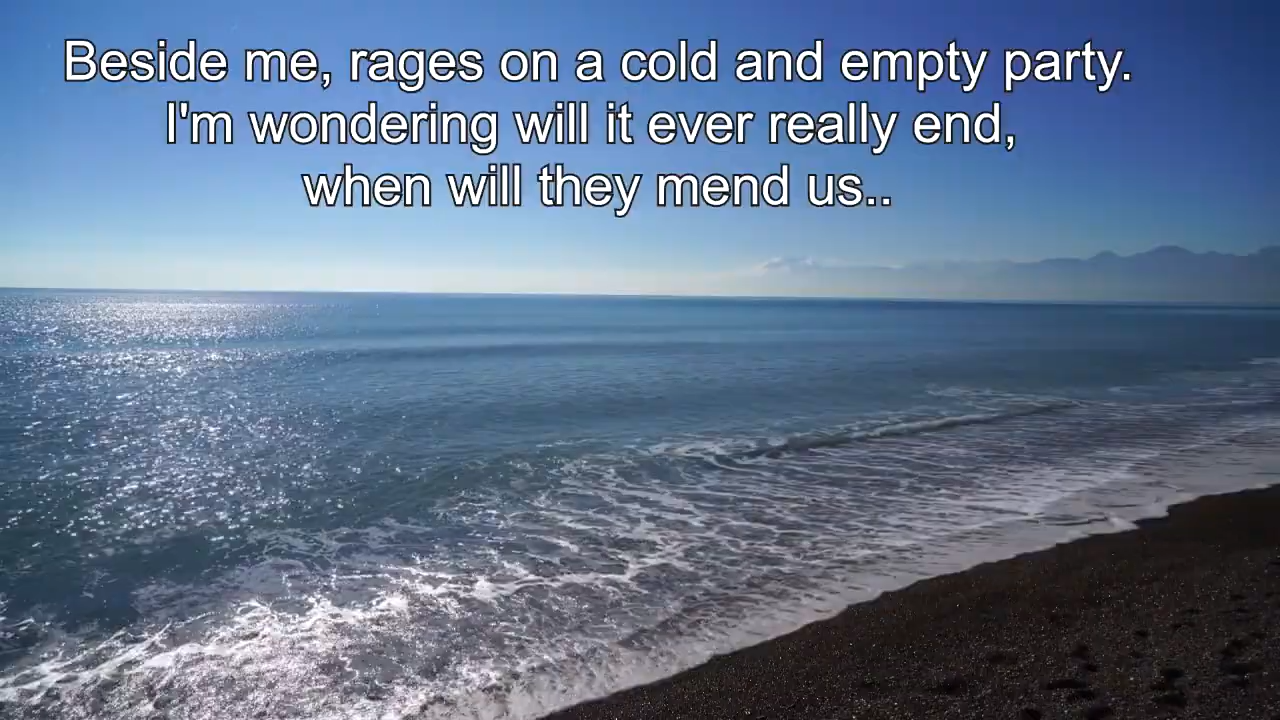 Beside me, rages on a cold and empty party.
I'm wondering will it ever really end,
when will they mend us..